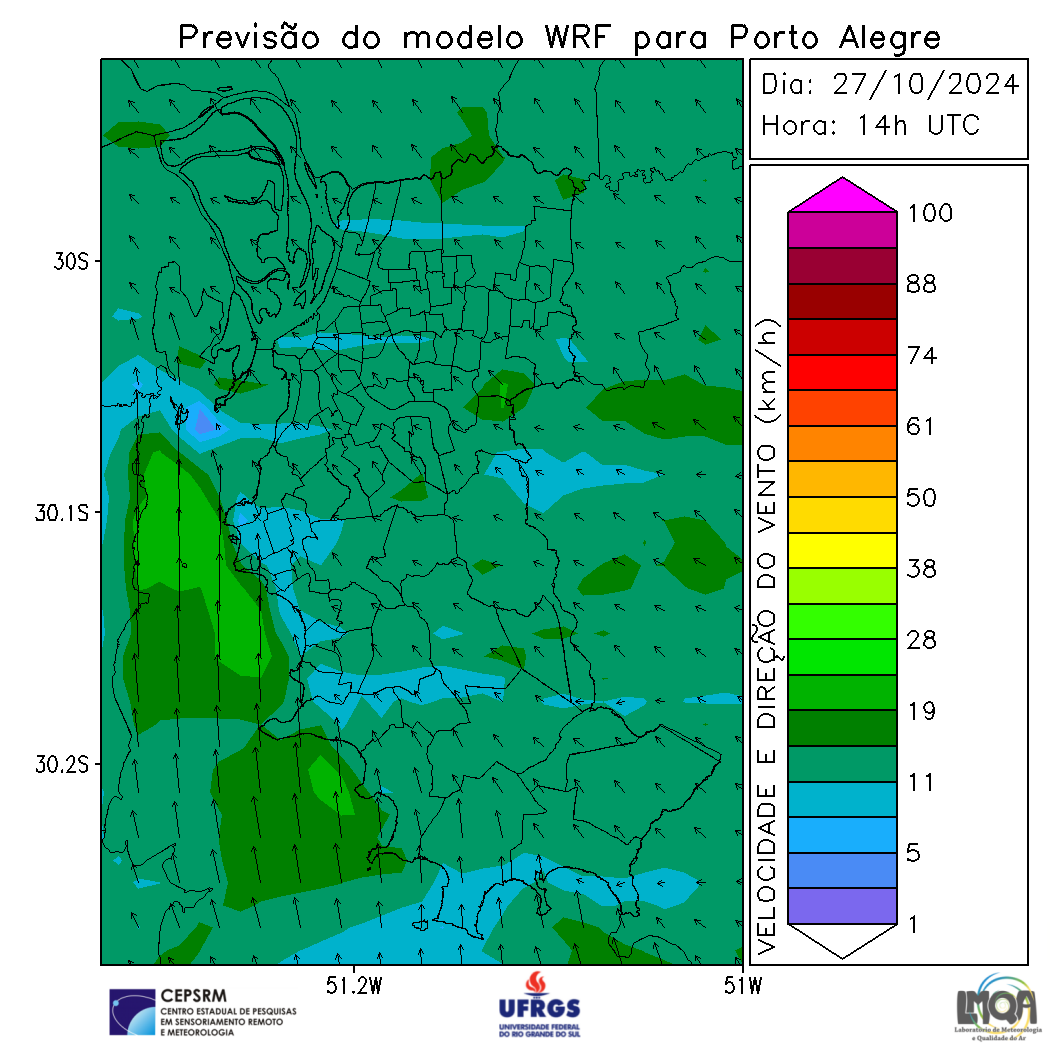 Previsão do modelo WRF para Porto Alegre
Dia: 27/10/2024
Hora: 14h UTC
30S
30.1S
30.2S
51.2W
51W
VELOCIDADE E DIREÇÃO DO VENTO (km/h)
100
88
74
61
50
38
28
19
11
5
1
CEPSRM
CENTRO ESTADUAL DE PESQUISAS
EM SENSORIAMENTO REMOTO
E METEOROLOGIA
UFRGS
UNIVERSIDADE FEDERAL
DO RIO GRANDE DO SUL
LMQA
Laboratório de Meteorologia
e Qualidade do Ar